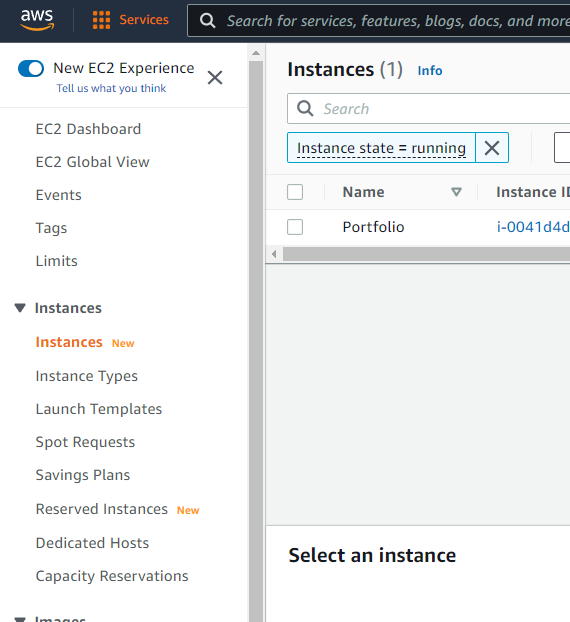 aws
Services
Search for services, features, blogs, docs, and more
New EC2 Experience
Tell us what you think
EC2 Dashboard
EC2 Global View
Events
Tags
Limits
Instances
Instances New
Instance Types
Launch Templates
Spot Requests
Savings Plans
Reserved Instances New
Dedicated Hosts
Capacity Reservations
Images
Instances (1) Info
Search
Instance state = running
Name
Instance ID
Portfolio
i-0041d4d
Select an instance